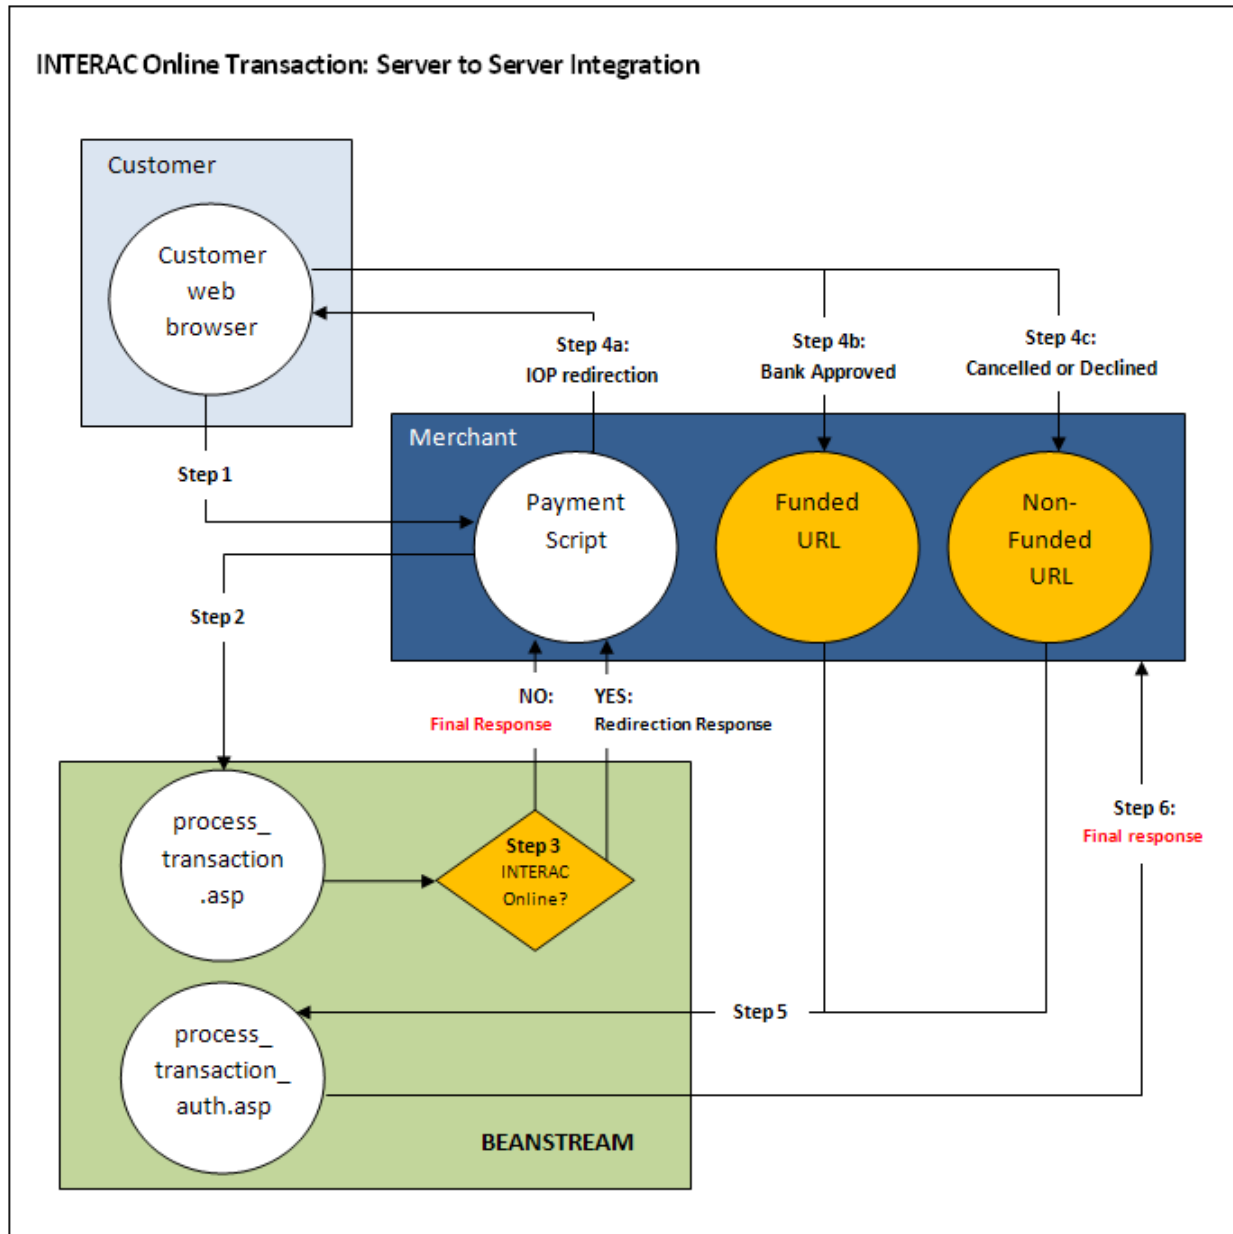 INTERAC Online Transaction: Server to Server Integration
Customer
Customer
web
browser
Step 4a:
IOP redirection
Step 4b:
Bank Approved
Step 4c:
Cancelled or Declined
Merchant
Step 1
Payment
Script
Funded
URL
Non-
Funded
URL
Step 2
NO:
Final Response
YES:
Redirection Response
process_
transaction
.asp
Step 3
INTERAC
Online?
Step 6:
Final response
Step 5
process_
transaction_
auth.asp
BEANSTREAM